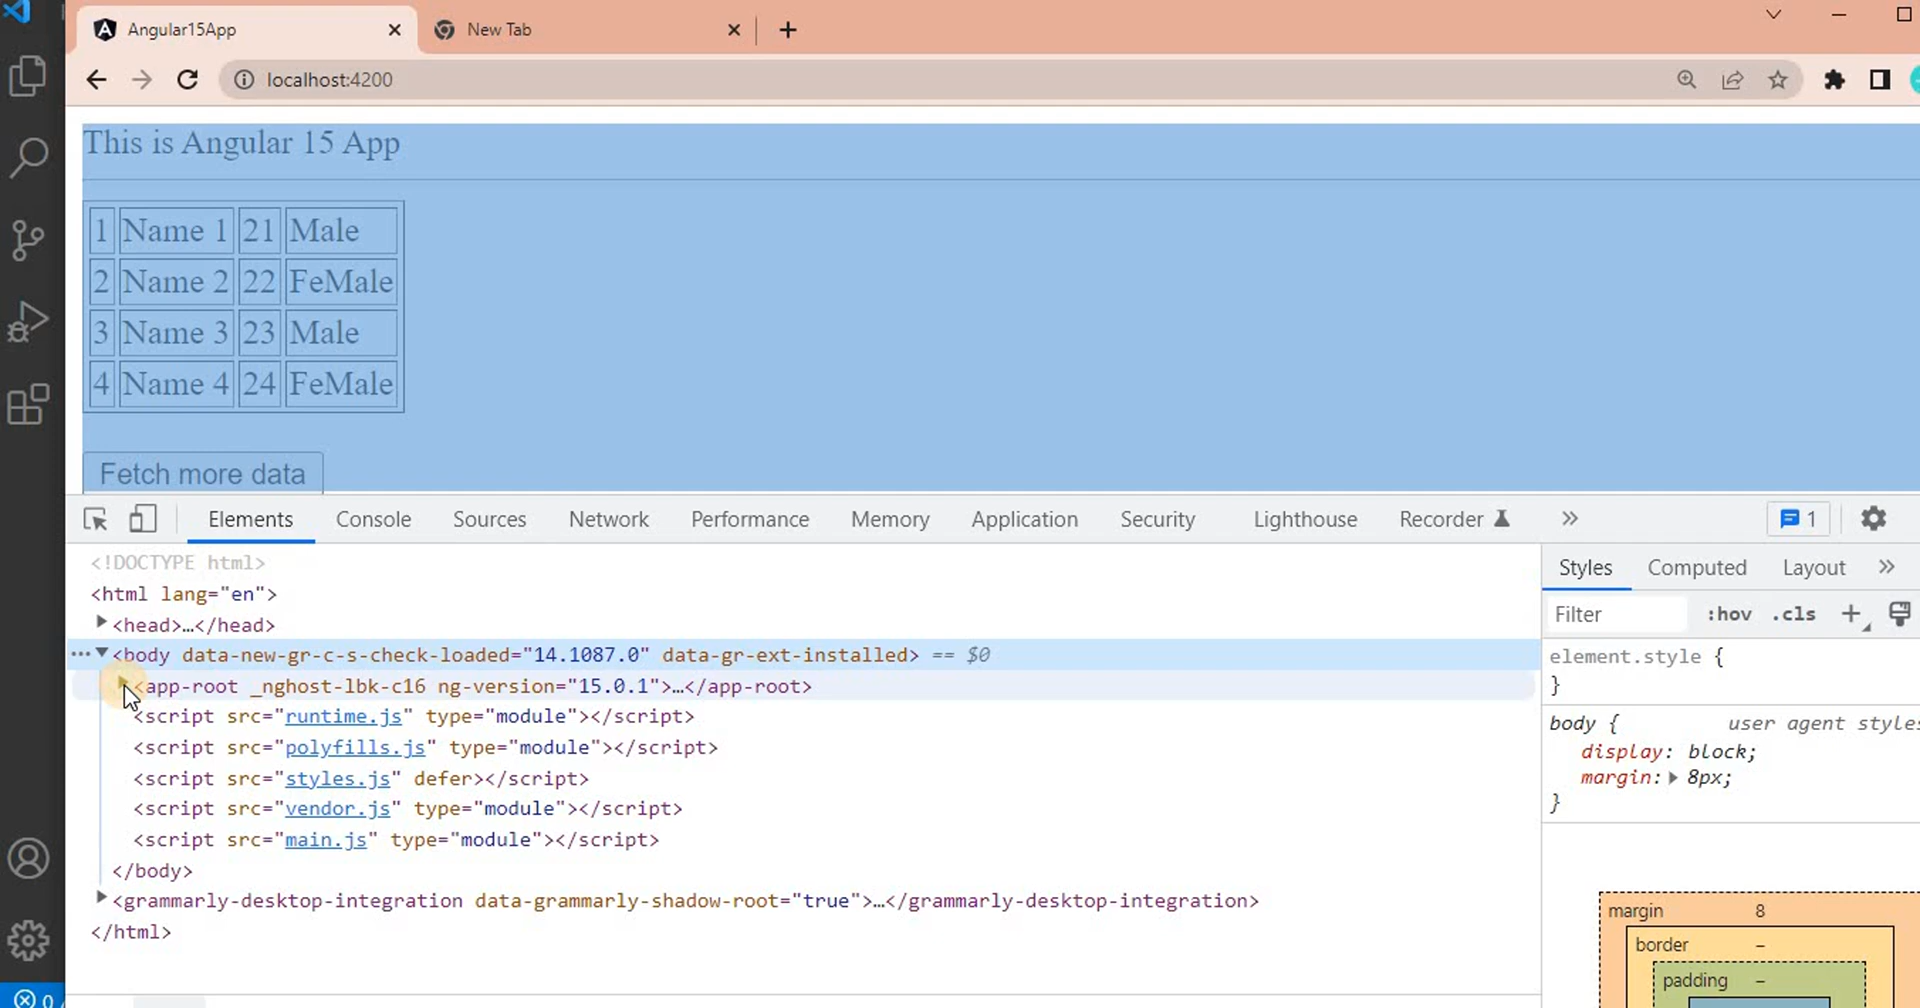 Angular15App
New Tab
localhost:4200
This is Angular 15 App
1 Name 1 21 Male
2 Name 2 22 FeMale
3 Name 3 23 Male
4 Name 4 24 FeMale
Fetch more data
Elements Console Sources Network Performance Memory Application Security Lighthouse Recorder » 1
<!DOCTYPE html>
<html lang="en">
<head>…</head>
<body data-new-gr-c-s-check-loaded="14.1087.0" data-gr-ext-installed> == $0
<app-root _nghost-lbk-c16 ng-version="15.0.1">…</app-root>
<script src="runtime.js" type="module"></script>
<script src="polyfills.js" type="module"></script>
<script src="styles.js" defer></script>
<script src="vendor.js" type="module"></script>
<script src="main.js" type="module"></script>
</body>
<grammarly-desktop-integration data-grammarly-shadow-root="true">…</grammarly-desktop-integration>
</html>
Styles Computed Layout »
Filter :hov .cls +
element.style {
}
body { user agent styles
display: block;
margin: 8px;
}
margin 8
border –
padding –
0